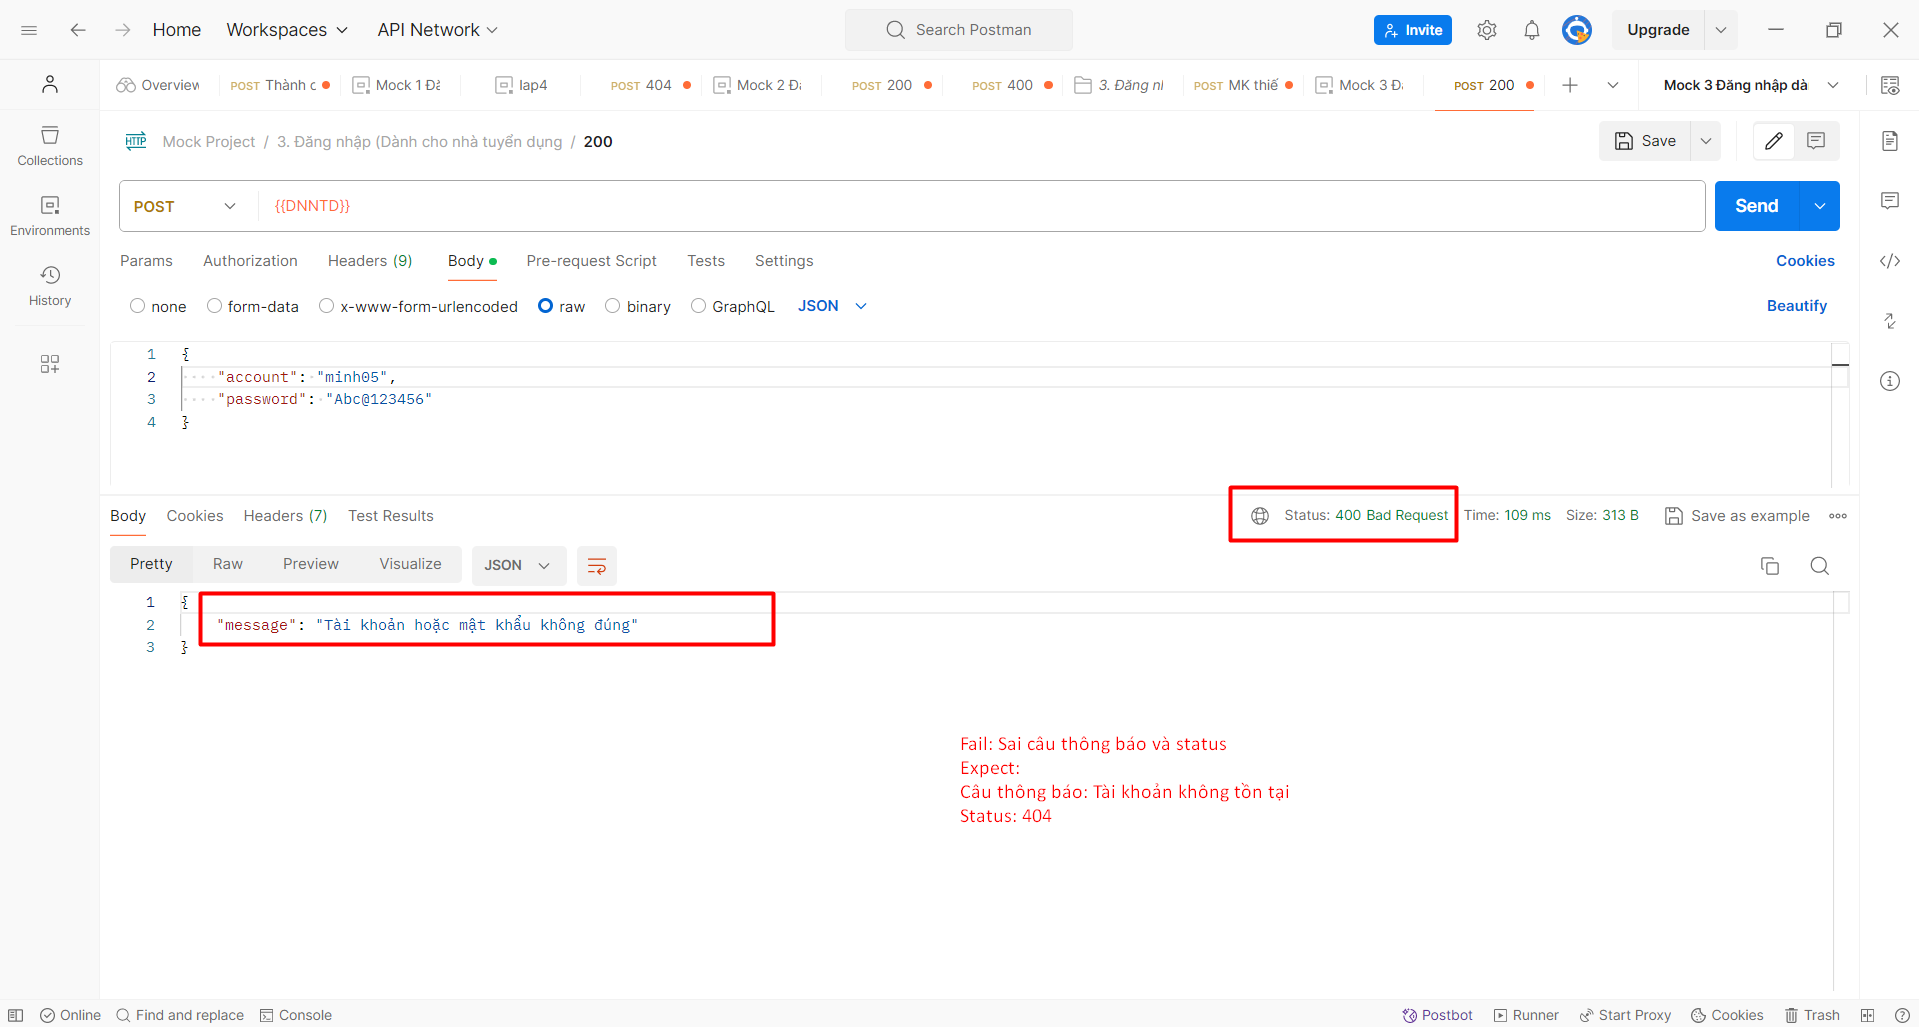 Home Workspaces API Network Search Postman Invite Upgrade
Overview POST Thành c Mock 1 Đă lap4 POST 404 Mock 2 Đă POST 200 POST 400 3. Đăng nl POST MK thiế Mock 3 Đă POST 200 Mock 3 Đăng nhập dà
Collections
Environments
History
HTTP Mock Project / 3. Đăng nhập (Dành cho nhà tuyển dụng / 200 Save
POST {{DNNTD}} Send
Params Authorization Headers (9) Body Pre-request Script Tests Settings Cookies
none form-data x-www-form-urlencoded raw binary GraphQL JSON Beautify
1 {
2 "account": "minh05",
3 "password": "Abc@123456"
4 }
Body Cookies Headers (7) Test Results Status: 400 Bad Request Time: 109 ms Size: 313 B Save as example
Pretty Raw Preview Visualize JSON
1 {
2 "message": "Tài khoản hoặc mật khẩu không đúng"
3 }
Fail: Sai câu thông báo và status
Expect:
Câu thông báo: Tài khoản không tồn tại
Status: 404
Online Find and replace Console Postbot Runner Start Proxy Cookies Trash